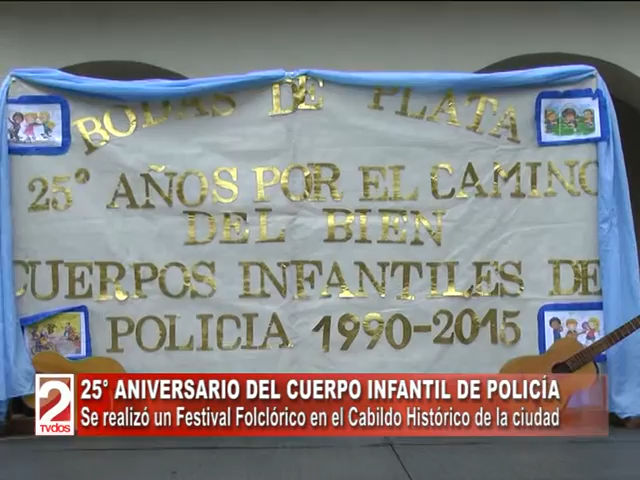 BODAS DE PLATA
25° AÑOS POR EL CAMINO
DEL BIEN
CUERPOS INFANTILES DE
POLICIA 1990-2015
2
TVDOS
25° ANIVERSARIO DEL CUERPO INFANTIL DE POLICÍA
Se realizó un Festival Folclórico en el Cabildo Histórico de la ciudad